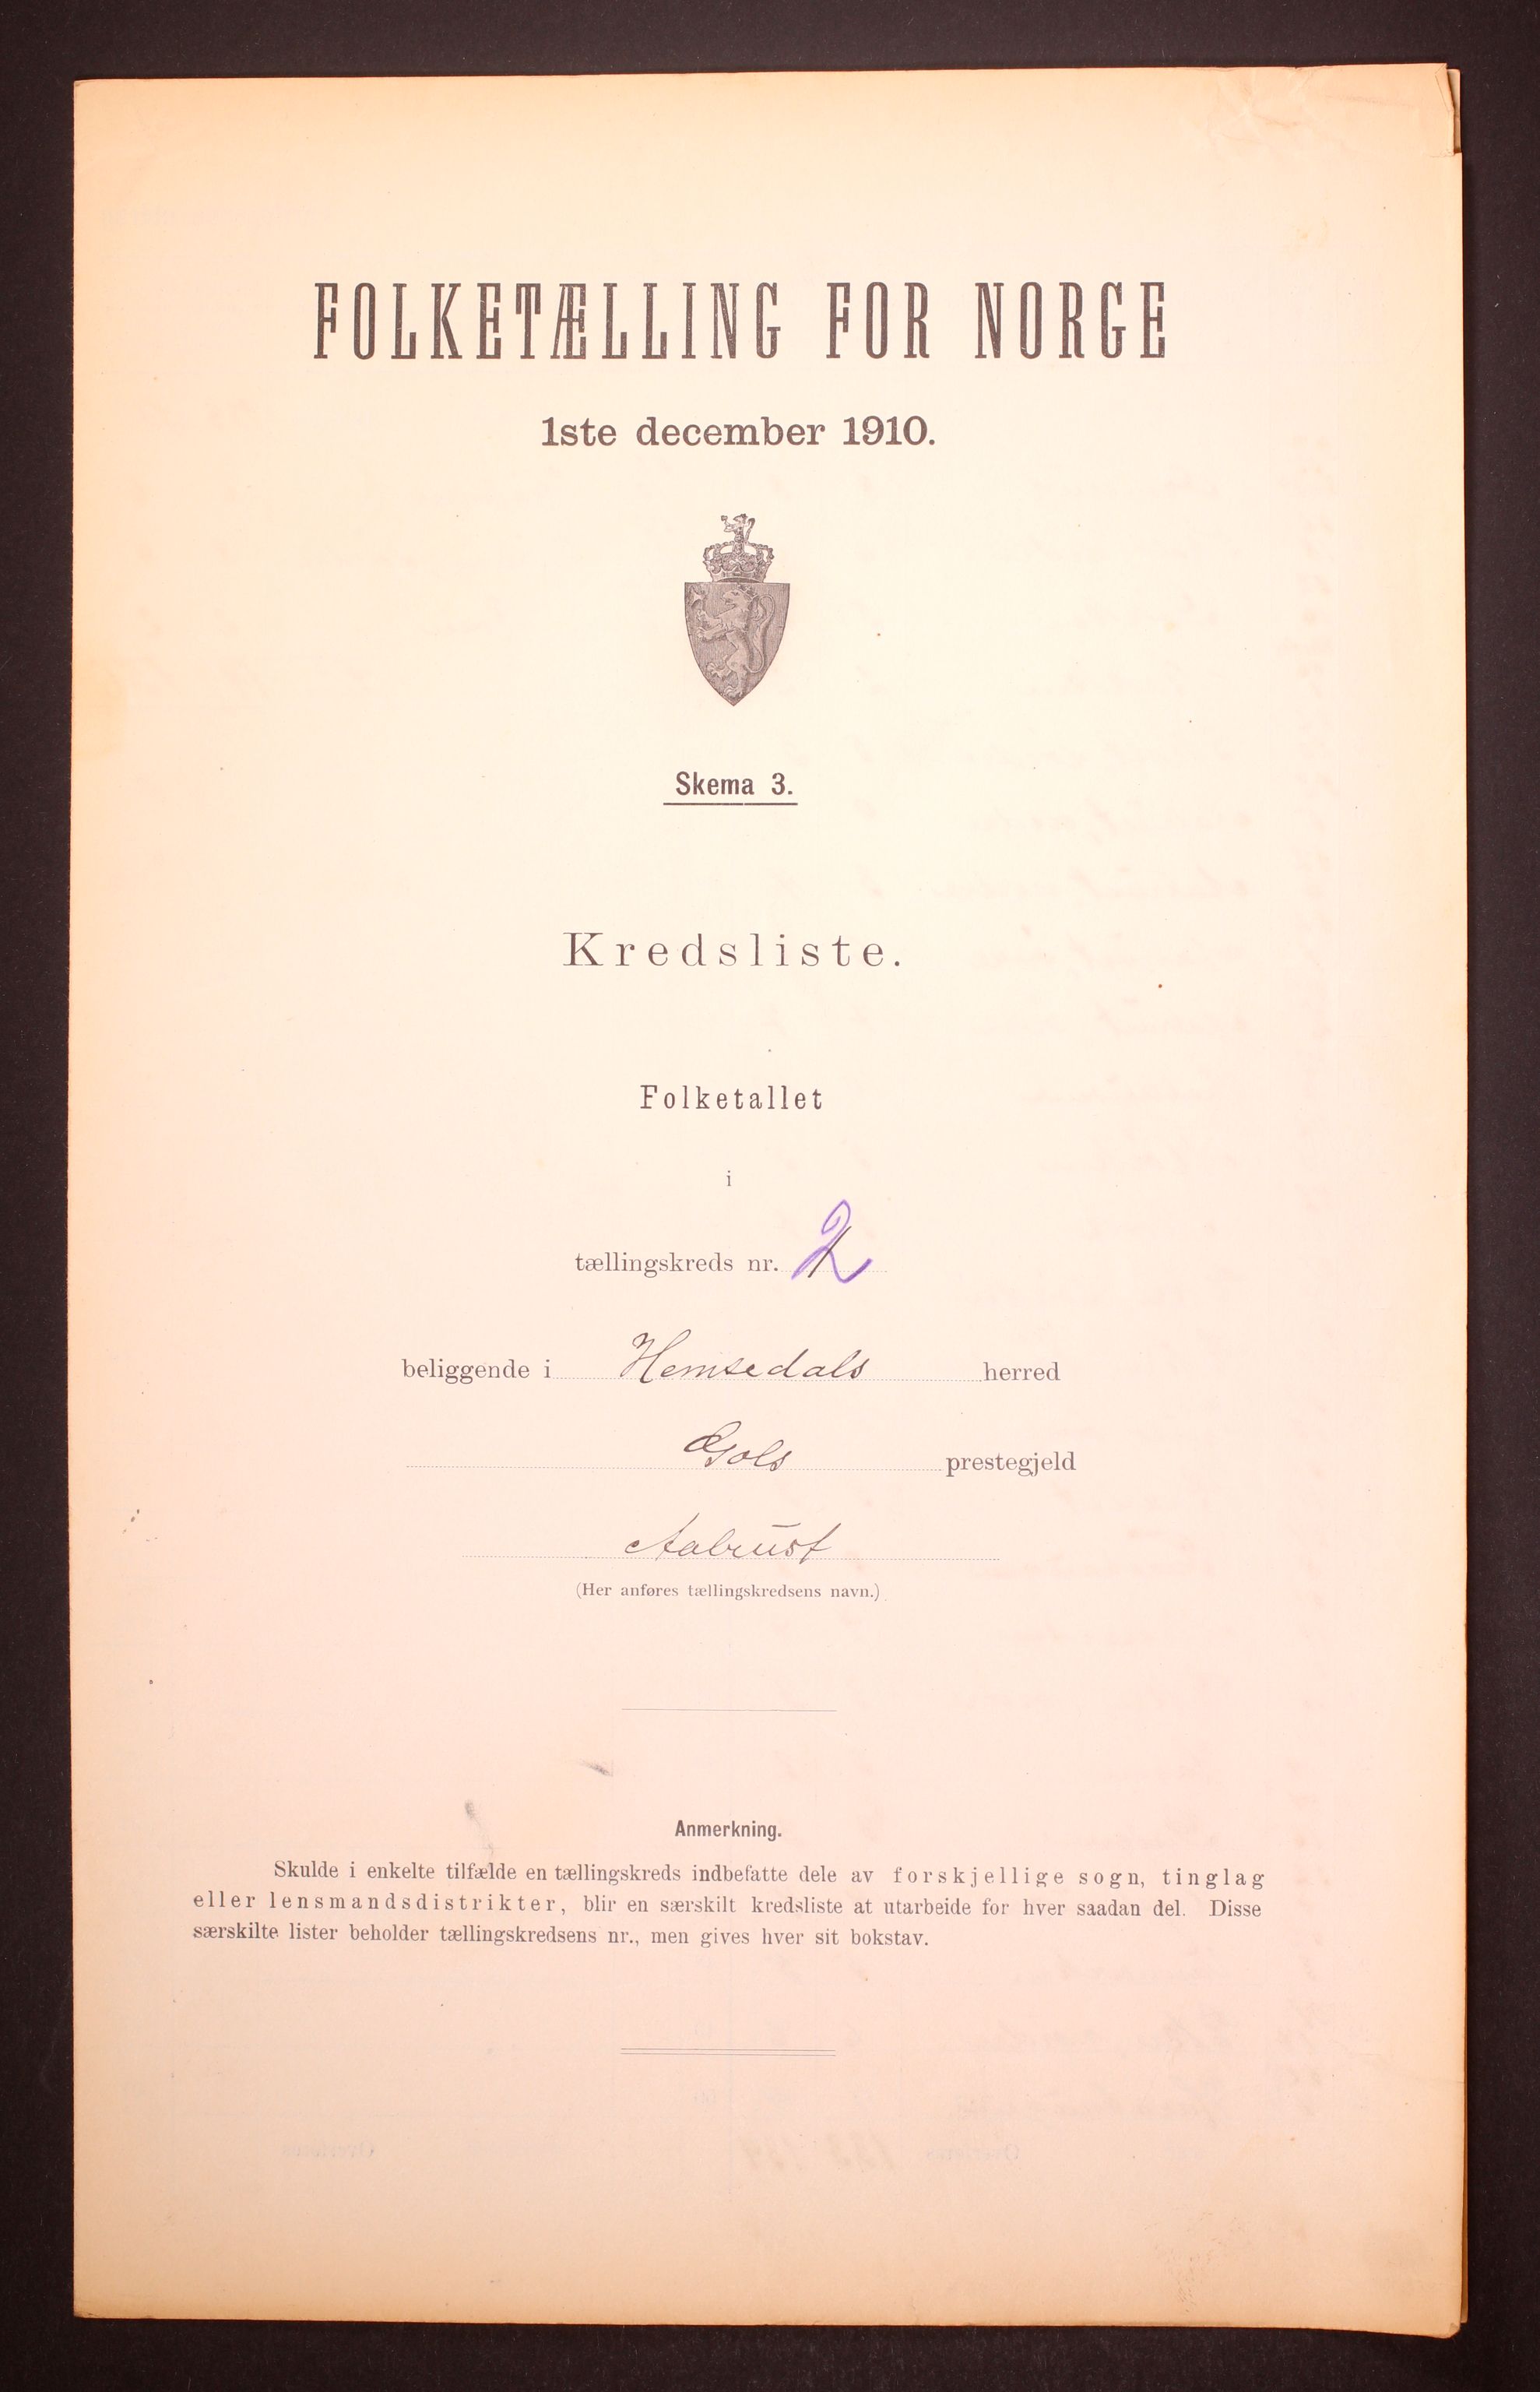 FOLKETÆLLING FOR NORGE
1ste december 1910.
Skema 3.
Kredsliste.
Folketallet
i
tællingskreds nr. 2
beliggende i Hemsedals herred
Gols prestegjeld
Aabrust
(Her anføres tællingskredsens navn.)
Anmerkning.
Skulde i enkelte tilfælde en tællingskreds indbefatte dele av forskjellige sogn, tinglag
eller lensmandsdistrikter, blir en særskilt kredsliste at utarbeide for hver saadan del. Disse
særskilte lister beholder tællingskredsens nr., men gives hver sit bokstav.